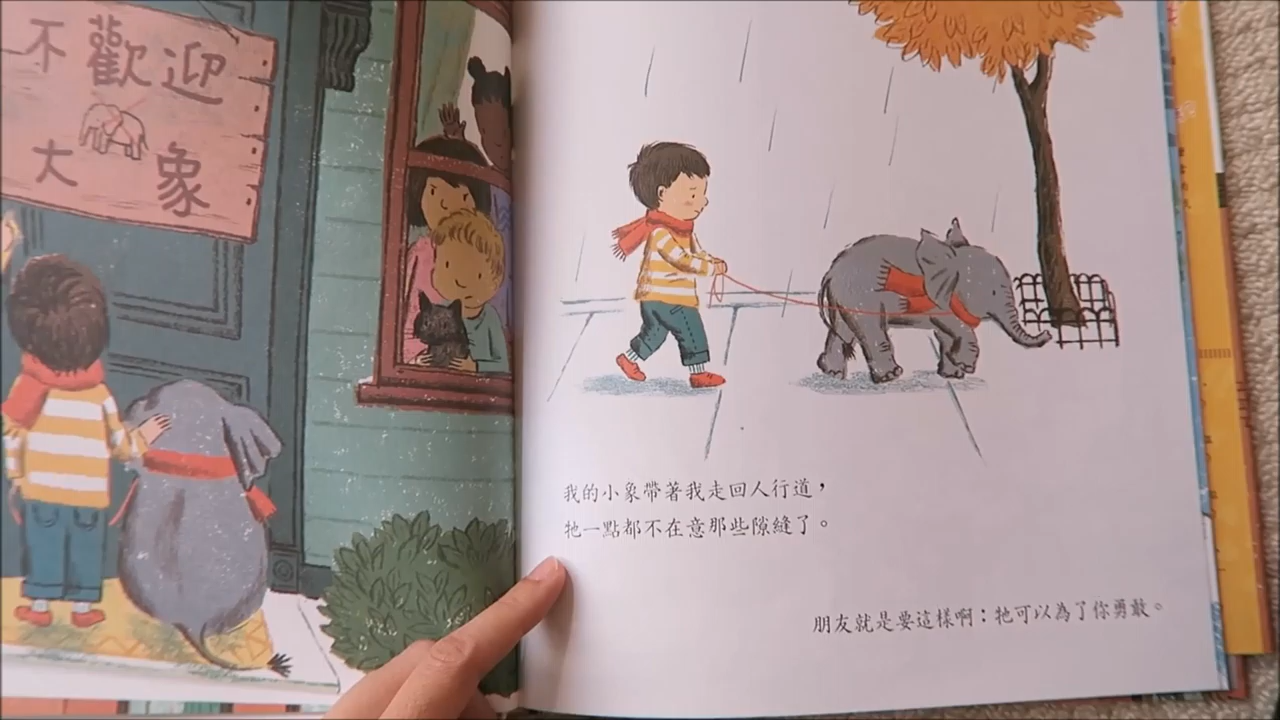 不歡迎
大象
我的小象帶著我走回人行道，
牠一點都不在意那些隙縫了。
朋友就是要這樣啊：牠可以為了你勇敢。